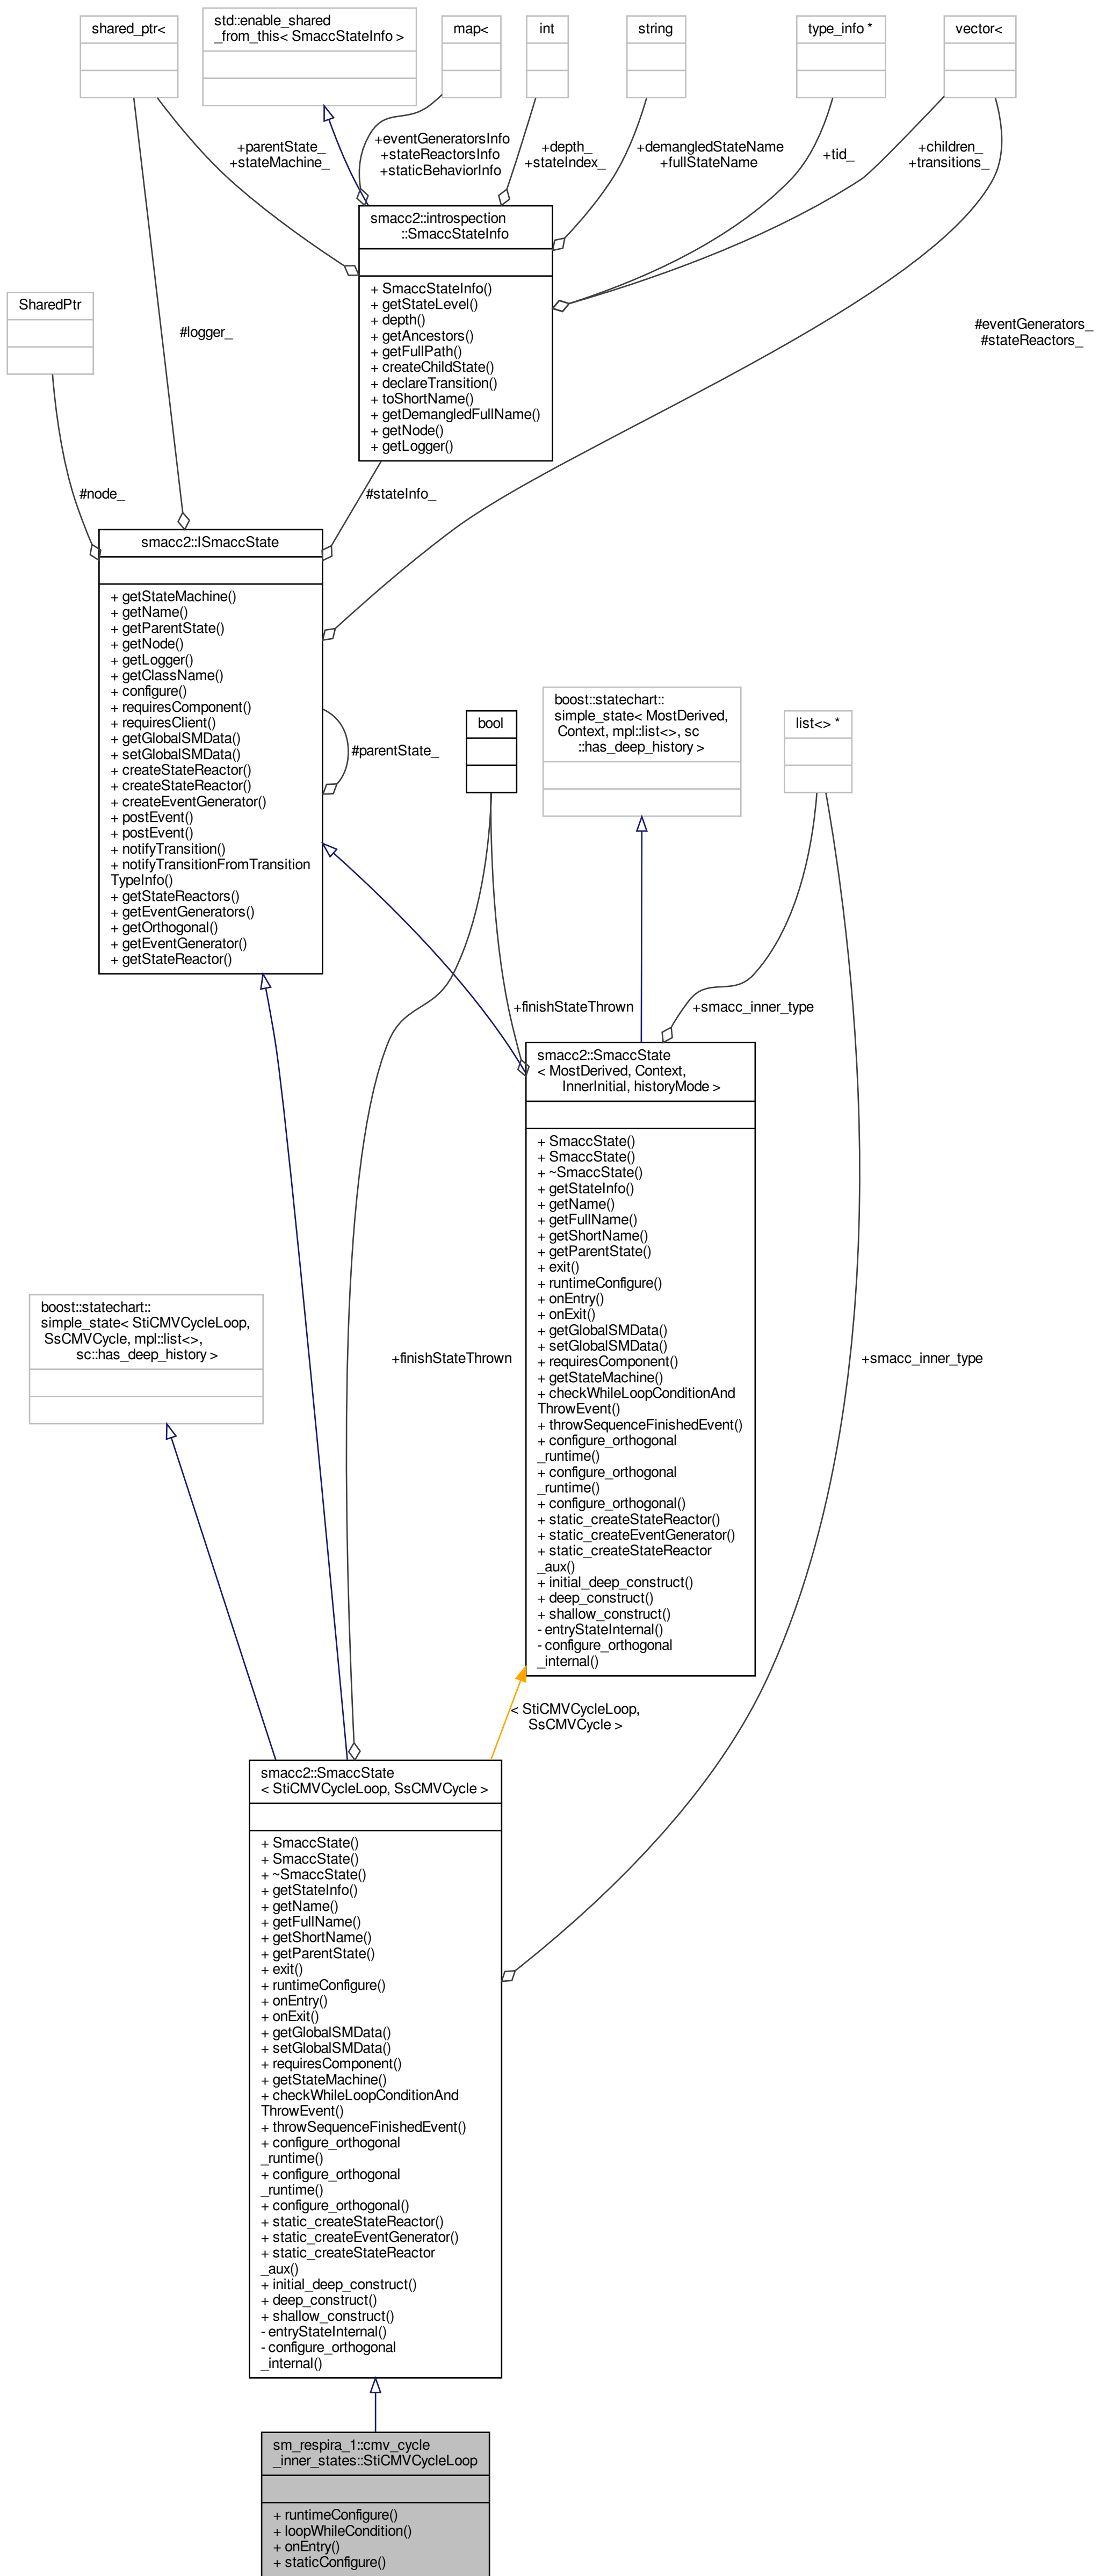 shared_ptr<
std::enable_shared
_from_this< SmaccStateInfo >
map<
int
string
type_info *
vector<
+parentState_
+stateMachine_
+eventGeneratorsInfo
+stateReactorsInfo
+staticBehaviorInfo
+depth_
+stateIndex_
+demangledStateName
+fullStateName
+tid_
+children_
+transitions_
smacc2::introspection
::SmaccStateInfo
+ SmaccStateInfo()
+ getStateLevel()
+ depth()
+ getAncestors()
+ getFullPath()
+ createChildState()
+ declareTransition()
+ toShortName()
+ getDemangledFullName()
+ getNode()
+ getLogger()
SharedPtr
#logger_
#eventGenerators_
#stateReactors_
#node_
#stateInfo_
smacc2::ISmaccState
+ getStateMachine()
+ getName()
+ getParentState()
+ getNode()
+ getLogger()
+ getClassName()
+ configure()
+ requiresComponent()
+ requiresClient()
+ getGlobalSMData()
+ setGlobalSMData()
+ createStateReactor()
+ createStateReactor()
+ createEventGenerator()
+ postEvent()
+ postEvent()
+ notifyTransition()
+ notifyTransitionFromTransition
TypeInfo()
+ getStateReactors()
+ getEventGenerators()
+ getOrthogonal()
+ getEventGenerator()
+ getStateReactor()
#parentState_
bool
boost::statechart::
simple_state< MostDerived,
Context, mpl::list<>, sc
::has_deep_history >
list<> *
+finishStateThrown
+smacc_inner_type
smacc2::SmaccState
< MostDerived, Context,
InnerInitial, historyMode >
+ SmaccState()
+ SmaccState()
+ ~SmaccState()
+ getStateInfo()
+ getName()
+ getFullName()
+ getShortName()
+ getParentState()
+ exit()
+ runtimeConfigure()
+ onEntry()
+ onExit()
+ getGlobalSMData()
+ setGlobalSMData()
+ requiresComponent()
+ getStateMachine()
+ checkWhileLoopConditionAnd
ThrowEvent()
+ throwSequenceFinishedEvent()
+ configure_orthogonal
_runtime()
+ configure_orthogonal
_runtime()
+ configure_orthogonal()
+ static_createStateReactor()
+ static_createEventGenerator()
+ static_createStateReactor
_aux()
+ initial_deep_construct()
+ deep_construct()
+ shallow_construct()
- entryStateInternal()
- configure_orthogonal
_internal()
boost::statechart::
simple_state< StiCMVCycleLoop,
SsCMVCycle, mpl::list<>,
sc::has_deep_history >
+finishStateThrown
+smacc_inner_type
< StiCMVCycleLoop,
SsCMVCycle >
smacc2::SmaccState
< StiCMVCycleLoop, SsCMVCycle >
+ SmaccState()
+ SmaccState()
+ ~SmaccState()
+ getStateInfo()
+ getName()
+ getFullName()
+ getShortName()
+ getParentState()
+ exit()
+ runtimeConfigure()
+ onEntry()
+ onExit()
+ getGlobalSMData()
+ setGlobalSMData()
+ requiresComponent()
+ getStateMachine()
+ checkWhileLoopConditionAnd
ThrowEvent()
+ throwSequenceFinishedEvent()
+ configure_orthogonal
_runtime()
+ configure_orthogonal
_runtime()
+ configure_orthogonal()
+ static_createStateReactor()
+ static_createEventGenerator()
+ static_createStateReactor
_aux()
+ initial_deep_construct()
+ deep_construct()
+ shallow_construct()
- entryStateInternal()
- configure_orthogonal
_internal()
sm_respira_1::cmv_cycle
_inner_states::StiCMVCycleLoop
+ runtimeConfigure()
+ loopWhileCondition()
+ onEntry()
+ staticConfigure()